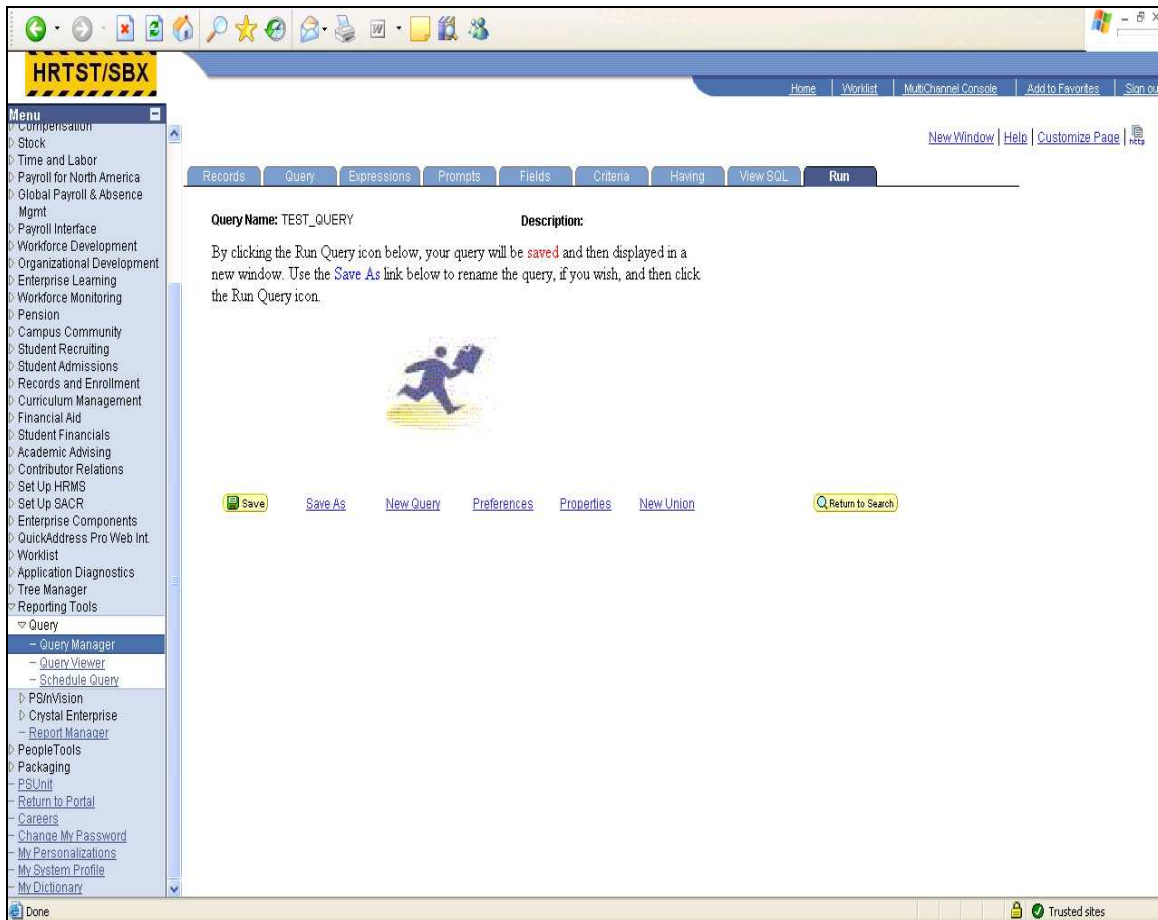 HRTST/SBX
Home Worklist MultiChannel Console Add to Favorites Sign ou
Menu
Compensation
Stock
Time and Labor
Payroll for North America
Global Payroll & Absence
Mgmt
Payroll Interface
Workforce Development
Organizational Development
Enterprise Learning
Workforce Monitoring
Pension
Campus Community
Student Recruiting
Student Admissions
Records and Enrollment
Curriculum Management
Financial Aid
Student Financials
Academic Advising
Contributor Relations
Set Up HRMS
Set Up SACR
Enterprise Components
QuickAddress Pro Web Int.
Worklist
Application Diagnostics
Tree Manager
Reporting Tools
Query
Query Manager
Query Viewer
Schedule Query
PS/nVision
Crystal Enterprise
Report Manager
PeopleTools
Packaging
PSUnit
Return to Portal
Careers
Change My Password
My Personalizations
My System Profile
My Dictionary
New Window | Help | Customize Page | http
Records Query Expressions Prompts Fields Criteria Having View SQL Run
Query Name: TEST_QUERY Description:
By clicking the Run Query icon below, your query will be saved and then displayed in a
new window. Use the Save As link below to rename the query, if you wish, and then click
the Run Query icon.
Save Save As New Query Preferences Properties New Union Return to Search
Done Trusted sites